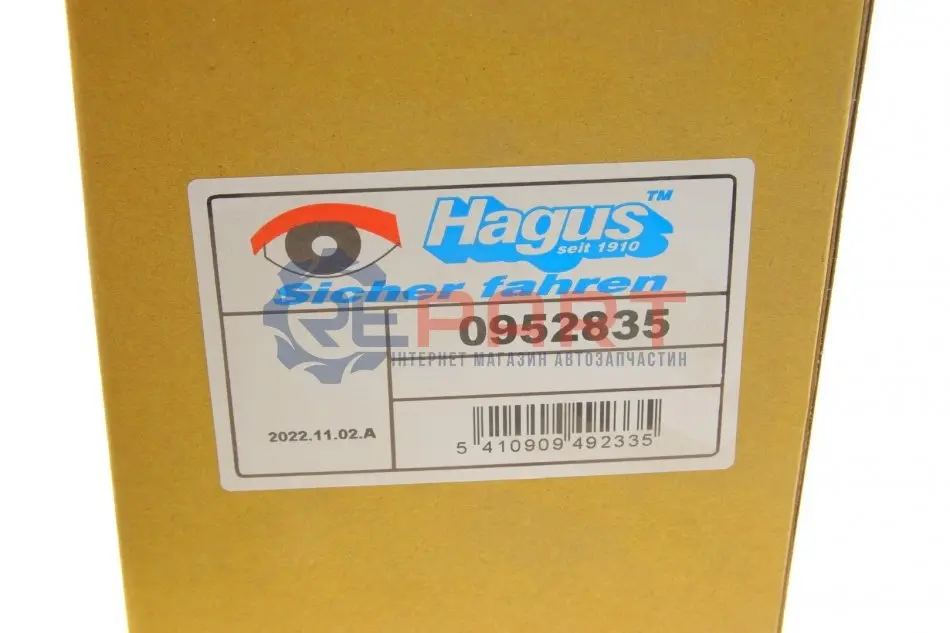 Hagus™
seit 1910
Sicher fahren
REPART
0952835
ІНТЕРНЕТ МАГАЗИН АВТОЗАПЧАСТИН
2022.11.02.A
5 410909 492335